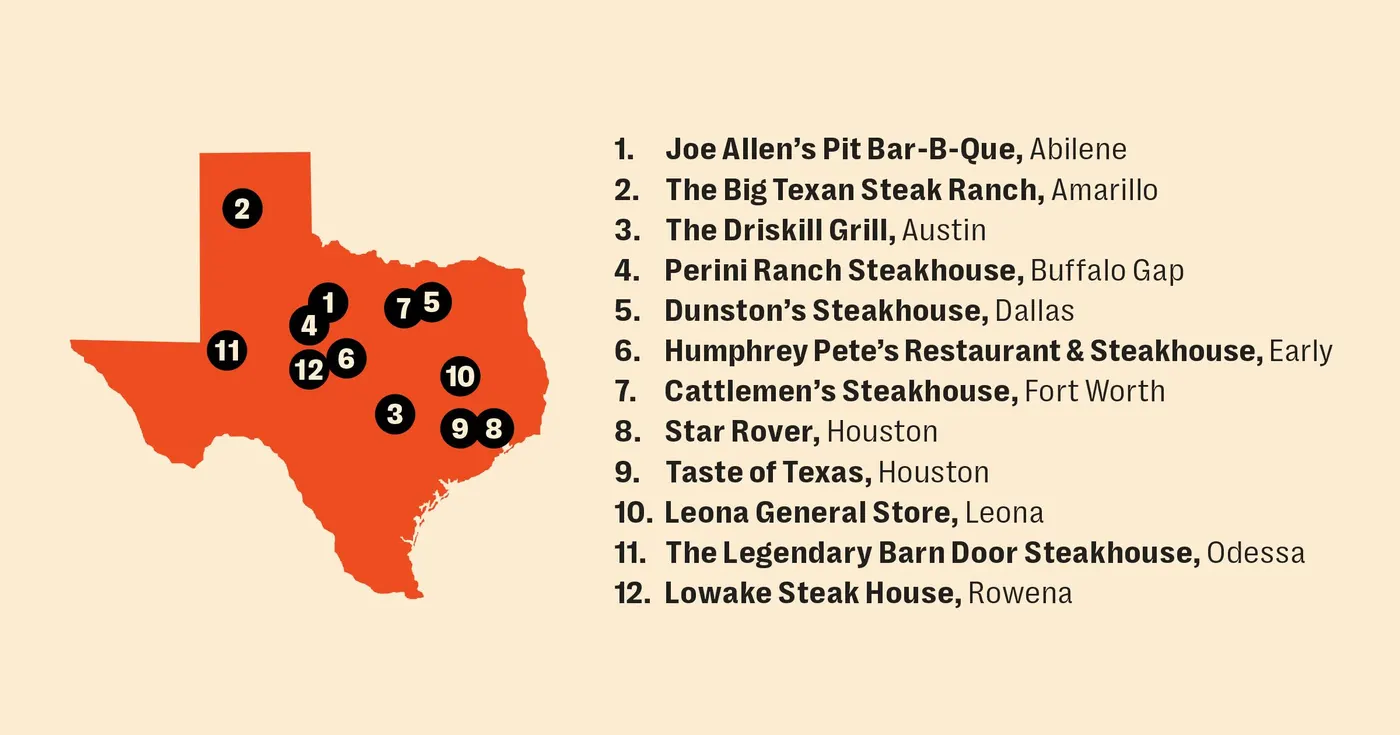 2
1
7
5
4
11
12
6
10
3
9
8
1. Joe Allen’s Pit Bar-B-Que, Abilene
2. The Big Texan Steak Ranch, Amarillo
3. The Driskill Grill, Austin
4. Perini Ranch Steakhouse, Buffalo Gap
5. Dunston’s Steakhouse, Dallas
6. Humphrey Pete’s Restaurant & Steakhouse, Early
7. Cattlemen’s Steakhouse, Fort Worth
8. Star Rover, Houston
9. Taste of Texas, Houston
10. Leona General Store, Leona
11. The Legendary Barn Door Steakhouse, Odessa
12. Lowake Steak House, Rowena